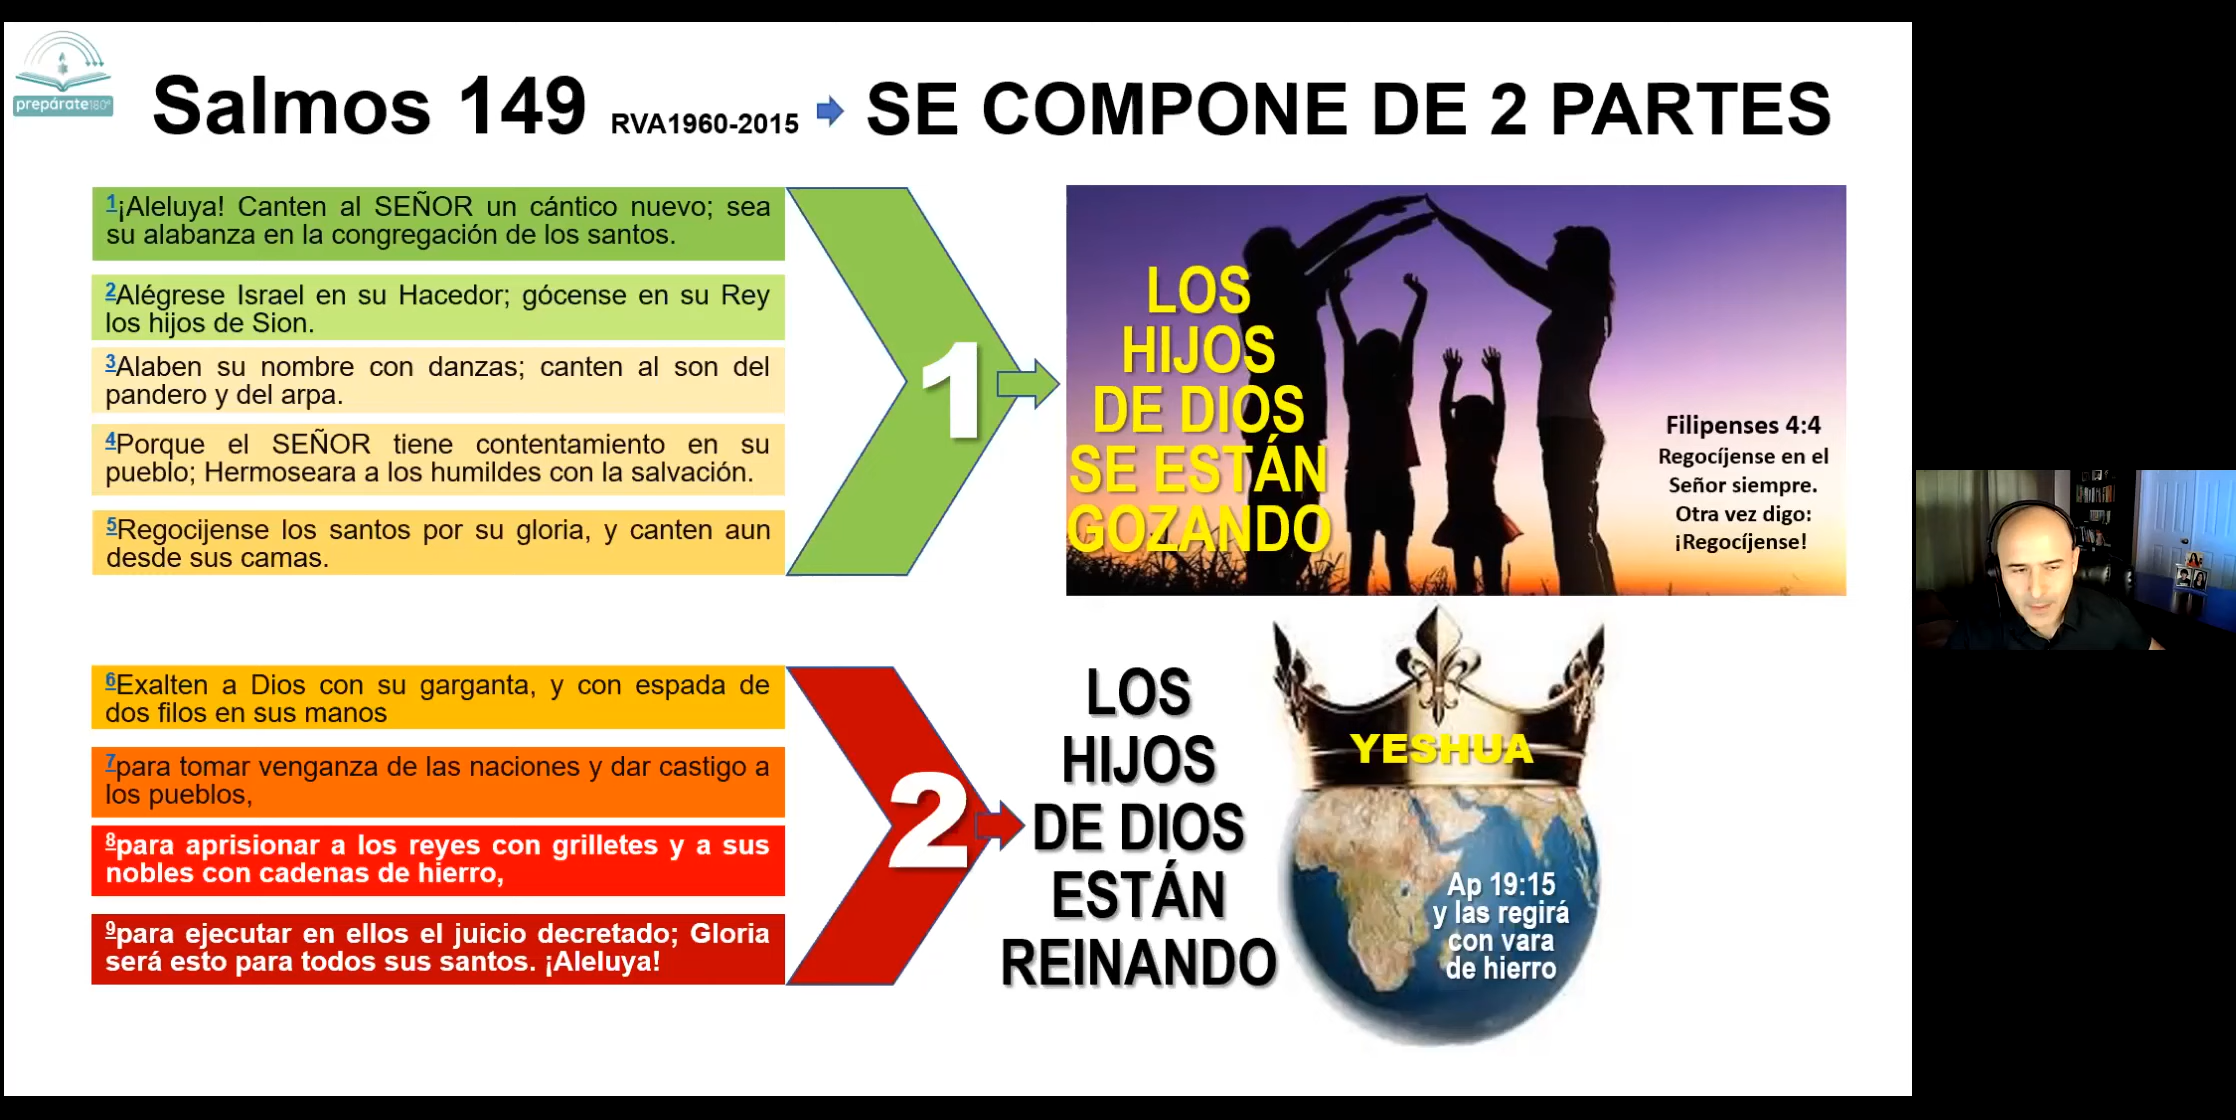 prepárate180°
Salmos 149 RVA1960-2015 SE COMPONE DE 2 PARTES
1¡Aleluya! Canten al SEÑOR un cántico nuevo; sea
su alabanza en la congregación de los santos.
2Alégrese Israel en su Hacedor; gócense en su Rey
los hijos de Sion.
3Alaben su nombre con danzas; canten al son del
pandero y del arpa.
4Porque el SEÑOR tiene contentamiento en su
pueblo; Hermoseara a los humildes con la salvación.
5Regocijense los santos por su gloria, y canten aun
desde sus camas.
1
LOS
HIJOS
DE DIOS
SE ESTÁN
GOZANDO
Filipenses 4:4
Regocíjense en el
Señor siempre.
Otra vez digo:
¡Regocíjense!
6Exalten a Dios con su garganta, y con espada de
dos filos en sus manos
7para tomar venganza de las naciones y dar castigo a
los pueblos,
8para aprisionar a los reyes con grilletes y a sus
nobles con cadenas de hierro,
9para ejecutar en ellos el juicio decretado; Gloria
será esto para todos sus santos. ¡Aleluya!
2
LOS
HIJOS
DE DIOS
ESTÁN
REINANDO
YESHUA
Ap 19:15
y las regirá
con vara
de hierro